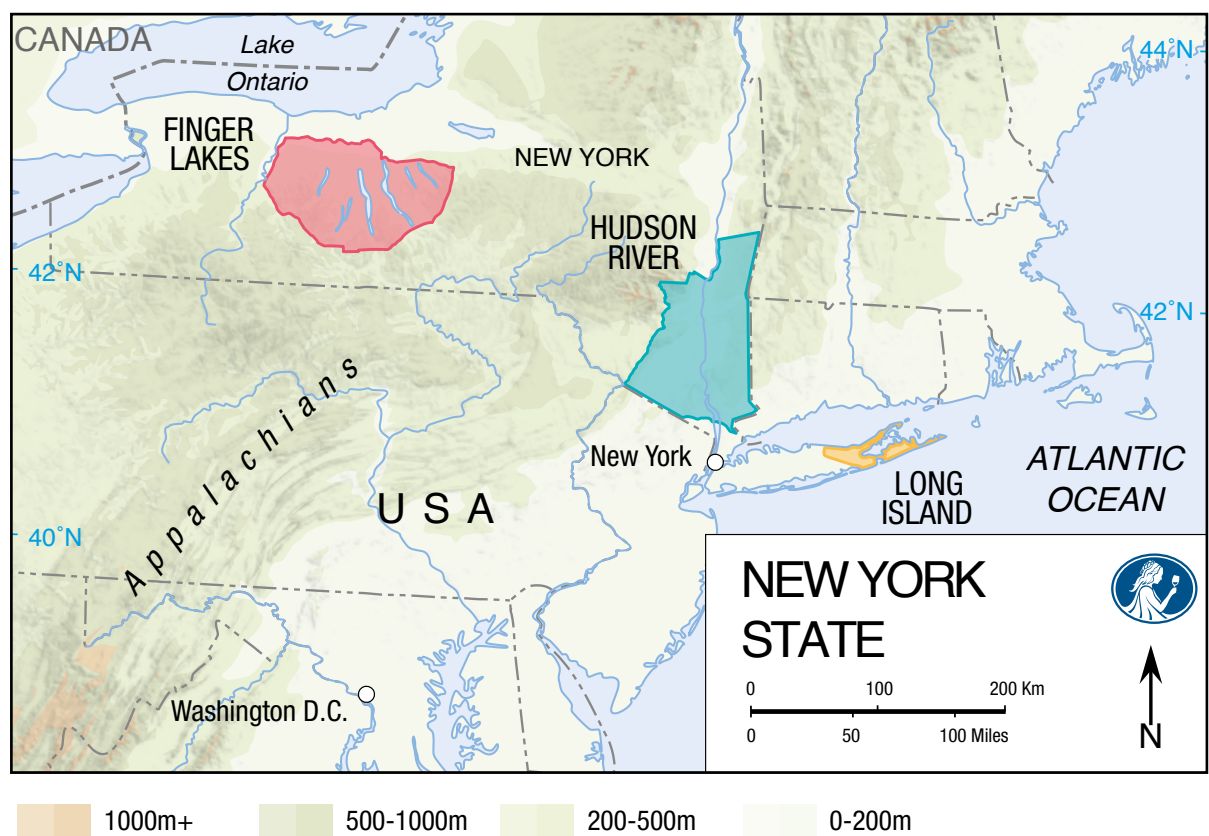 CANADA
Lake
Ontario
44°N
FINGER
LAKES
NEW YORK
HUDSON
RIVER
42°N
42°N
Appalachians
New York
ATLANTIC
OCEAN
LONG
ISLAND
USA
40°N
NEW YORK
STATE
0 100 200 Km
0 50 100 Miles
N
Washington D.C.
1000m+ 500-1000m 200-500m 0-200m